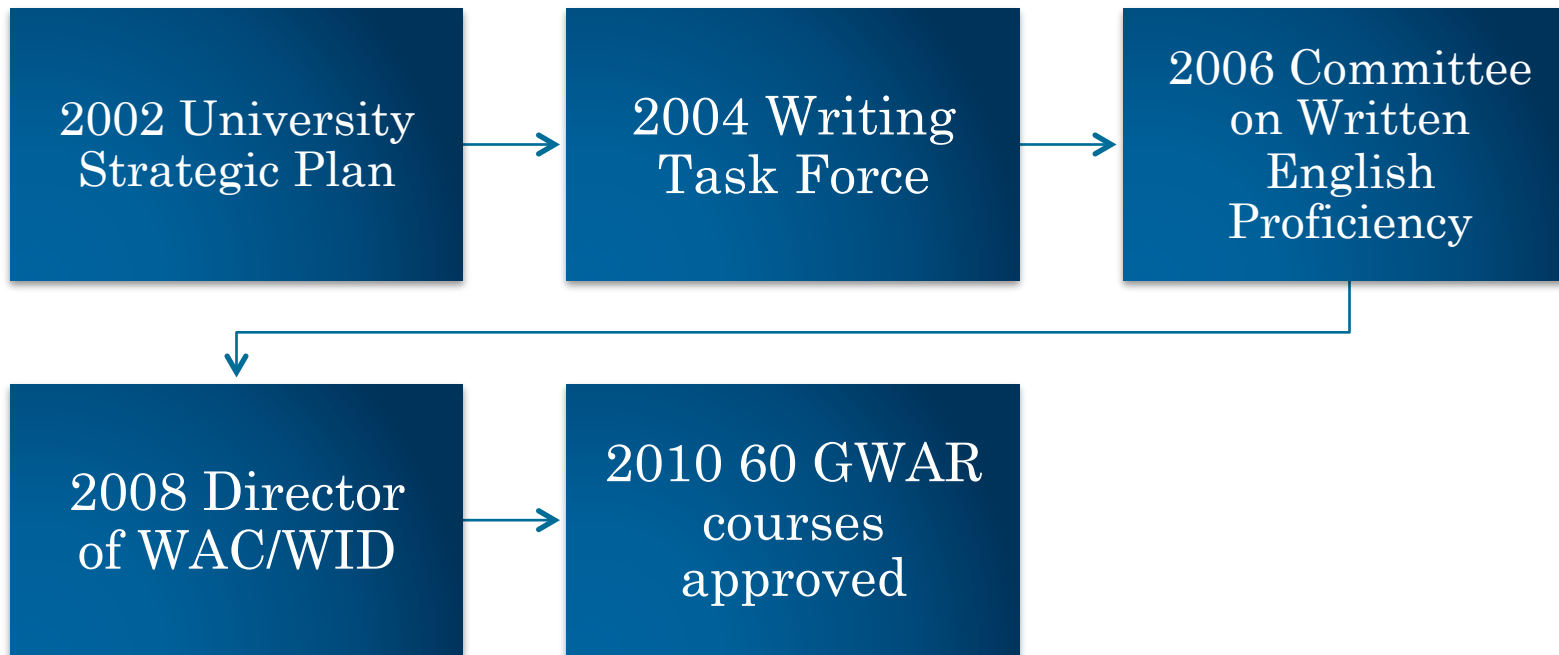 2002 University
Strategic Plan
2004 Writing
Task Force
2006 Committee
on Written
English
Proficiency
2008 Director
of WAC/WID
2010 60 GWAR
courses
approved